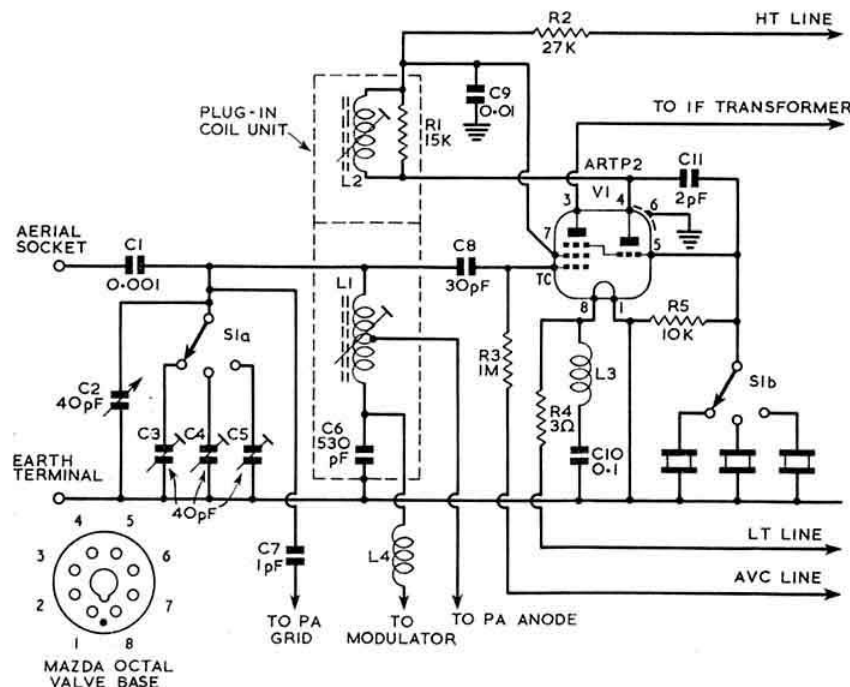 R2
27K
HT LINE
C9
0.01
PLUG-IN
COIL UNIT
R1
15K
L2
TO IF TRANSFORMER
ARTP2
V1
C11
2pF
3
4
6
7
5
TC
8
1
AERIAL
SOCKET
C1
0.001
L1
C8
30pF
S1a
R3
1M
R5
10K
L3
S1b
C2
40pF
C3
C4
C5
40pF
C6
530
pF
R4
3Ω
C10
0.1
EARTH
TERMINAL
C7
1pF
L4
LT LINE
AVC LINE
TO PA
GRID
TO
MODULATOR
TO PA ANODE
4
5
3
6
2
7
1
8
MAZDA OCTAL
VALVE BASE